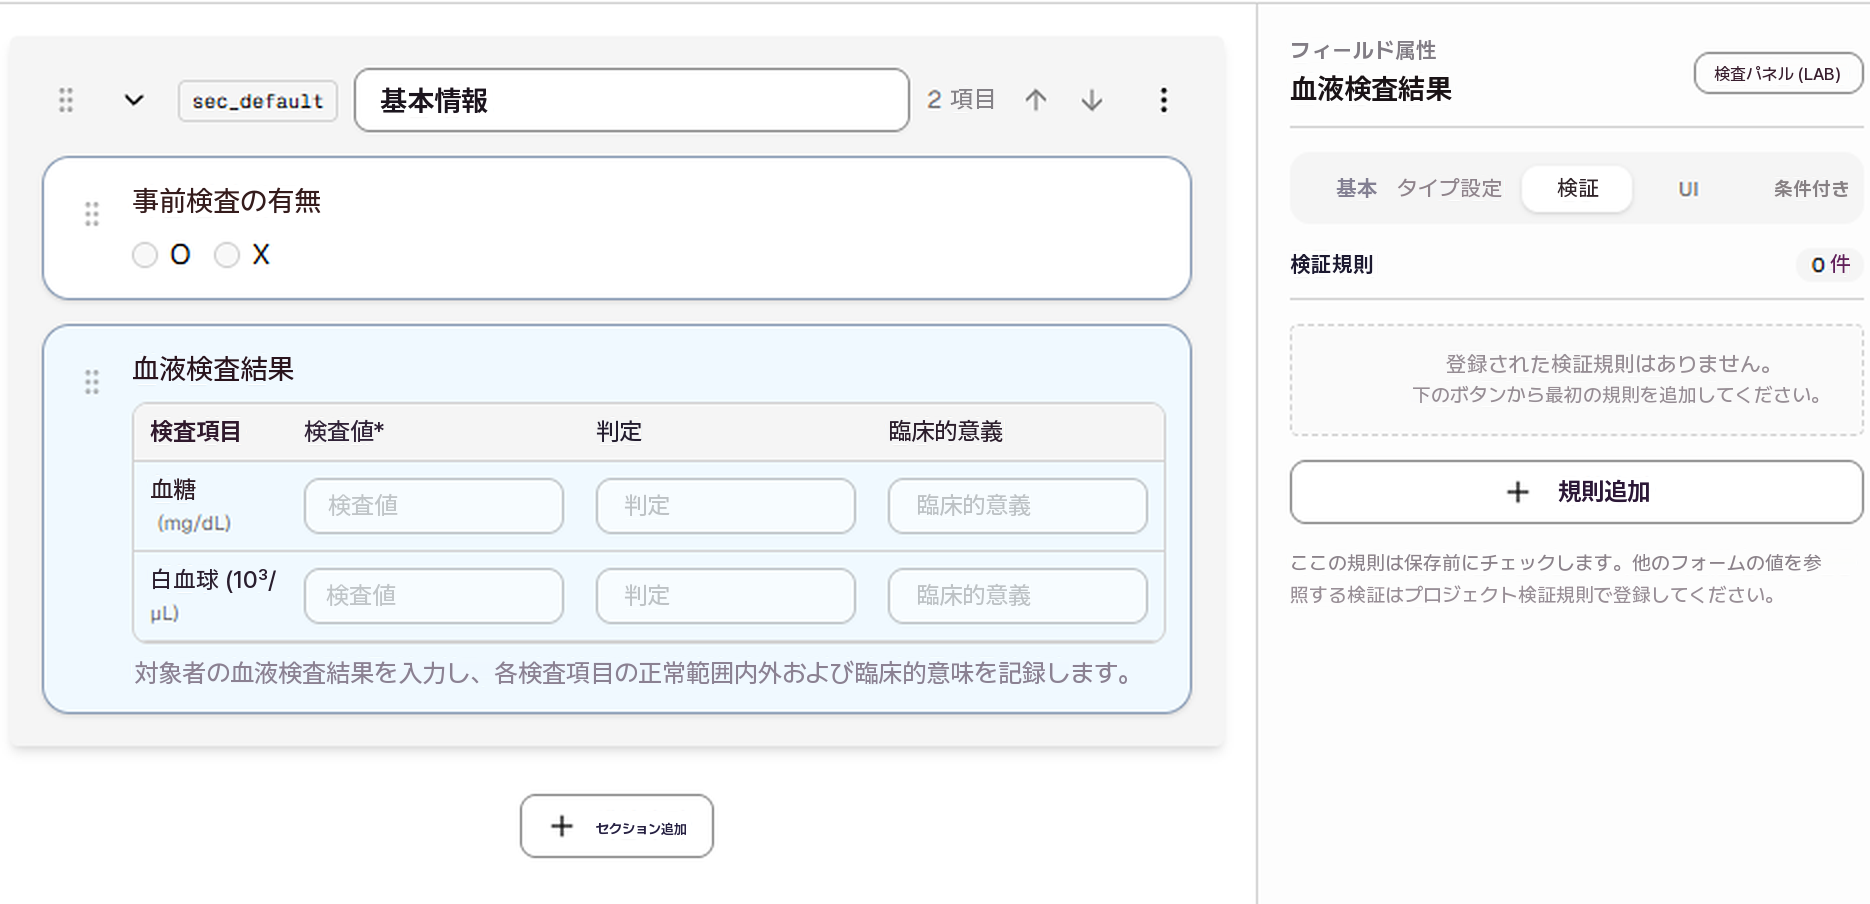 sec_default
基本情報
2 項目
事前検査の有無
O X
血液検査結果
検査項目 検査値* 判定 臨床的意義
血糖
(mg/dL)
検査値 判定 臨床的意義
白血球 (10³/
μL)
検査値 判定 臨床的意義
対象者の血液検査結果を入力し、各検査項目の正常範囲内外および臨床的意味を記録します。
セクション追加
フィールド属性
血液検査結果
検査パネル (LAB)
基本 タイプ設定 検証 UI 条件付き
検証規則
0 件
登録された検証規則はありません。
下のボタンから最初の規則を追加してください。
規則追加
ここの規則は保存前にチェックします。他のフォームの値を参
照する検証はプロジェクト検証規則で登録してください。